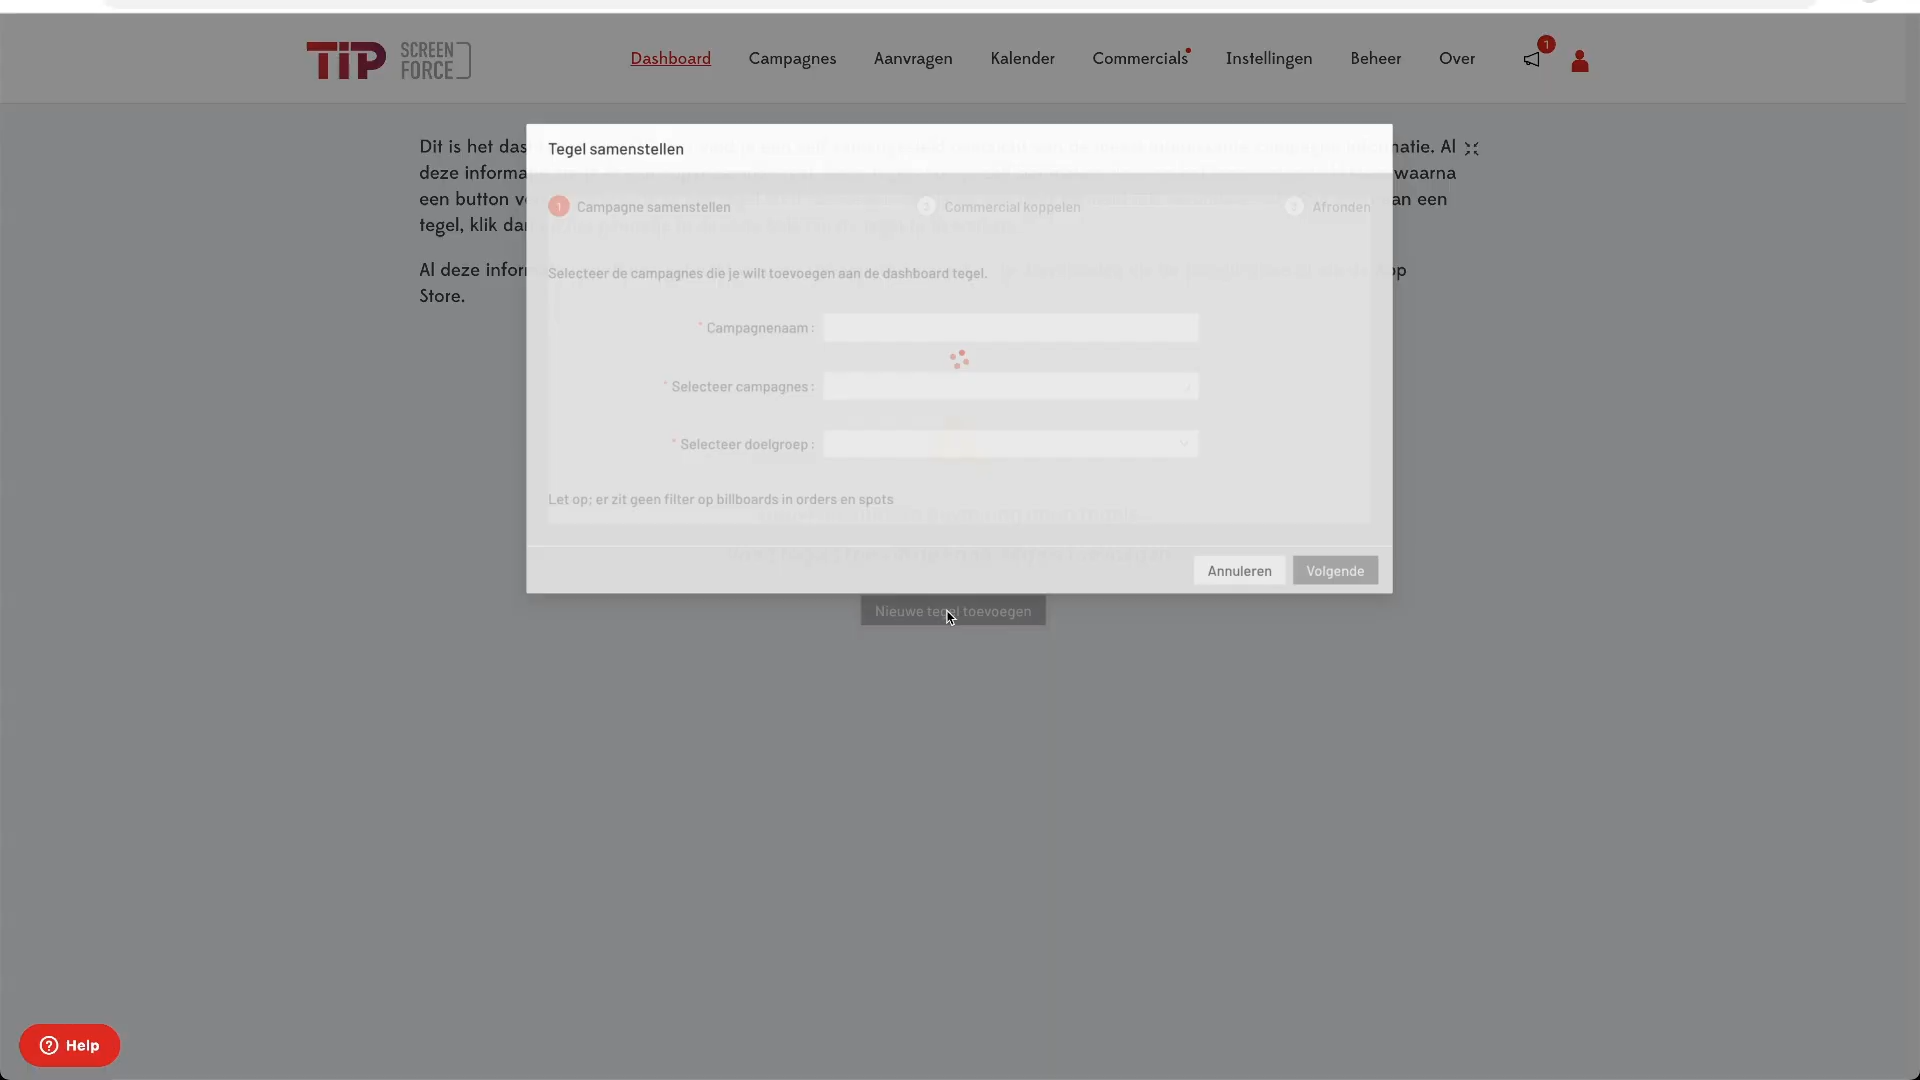 TiP SCREEN FORCE
Dashboard Campagnes Aanvragen Kalender Commercials Instellingen Beheer Over 1
Tegel samenstellen
Dit is het das
atie. Al
deze informa
waarna
een button v
an een
tegel, klik da
Al deze infor
pp
Store.
1 Campagne samenstellen Commercial koppelen Afronden
Selecteer de campagnes die je wilt toevoegen aan de dashboard tegel.
* Campagnenaam :
* Selecteer campagnes :
* Selecteer doelgroep :
Let op; er zit geen filter op billboards in orders en spots
Annuleren Volgende
Nieuwe tegel toevoegen
Help